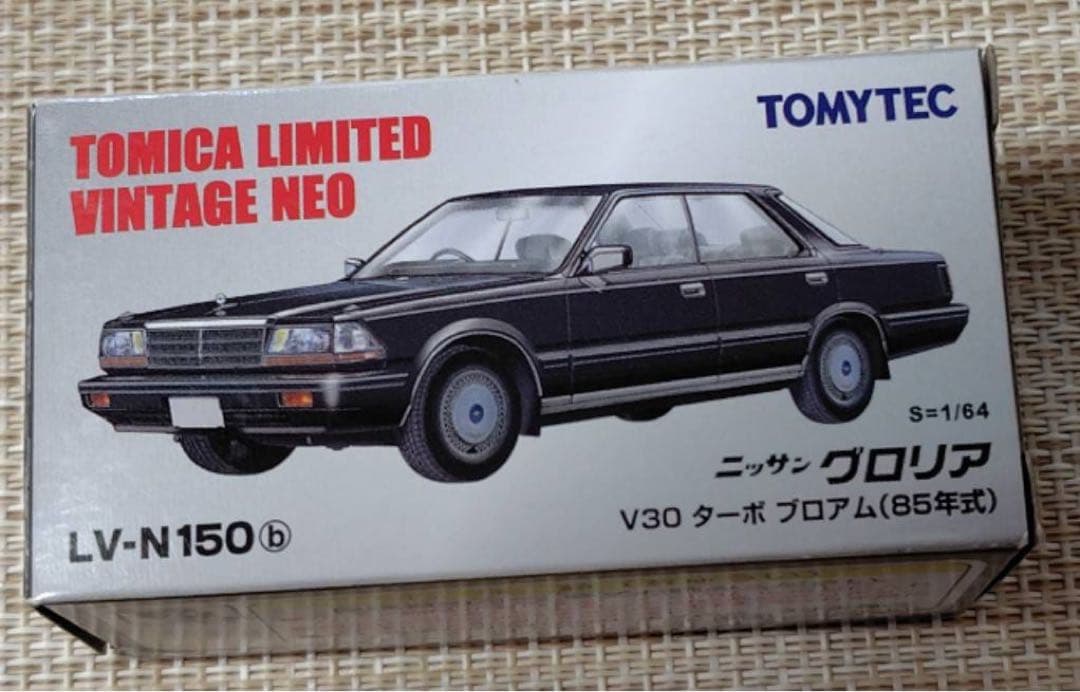 TOMICA LIMITED
VINTAGE NEO
TOMYTEC
S=1/64
ニッサン グロリア
V30 ターボ ブロアム(85年式)
LV-N150ⓑ